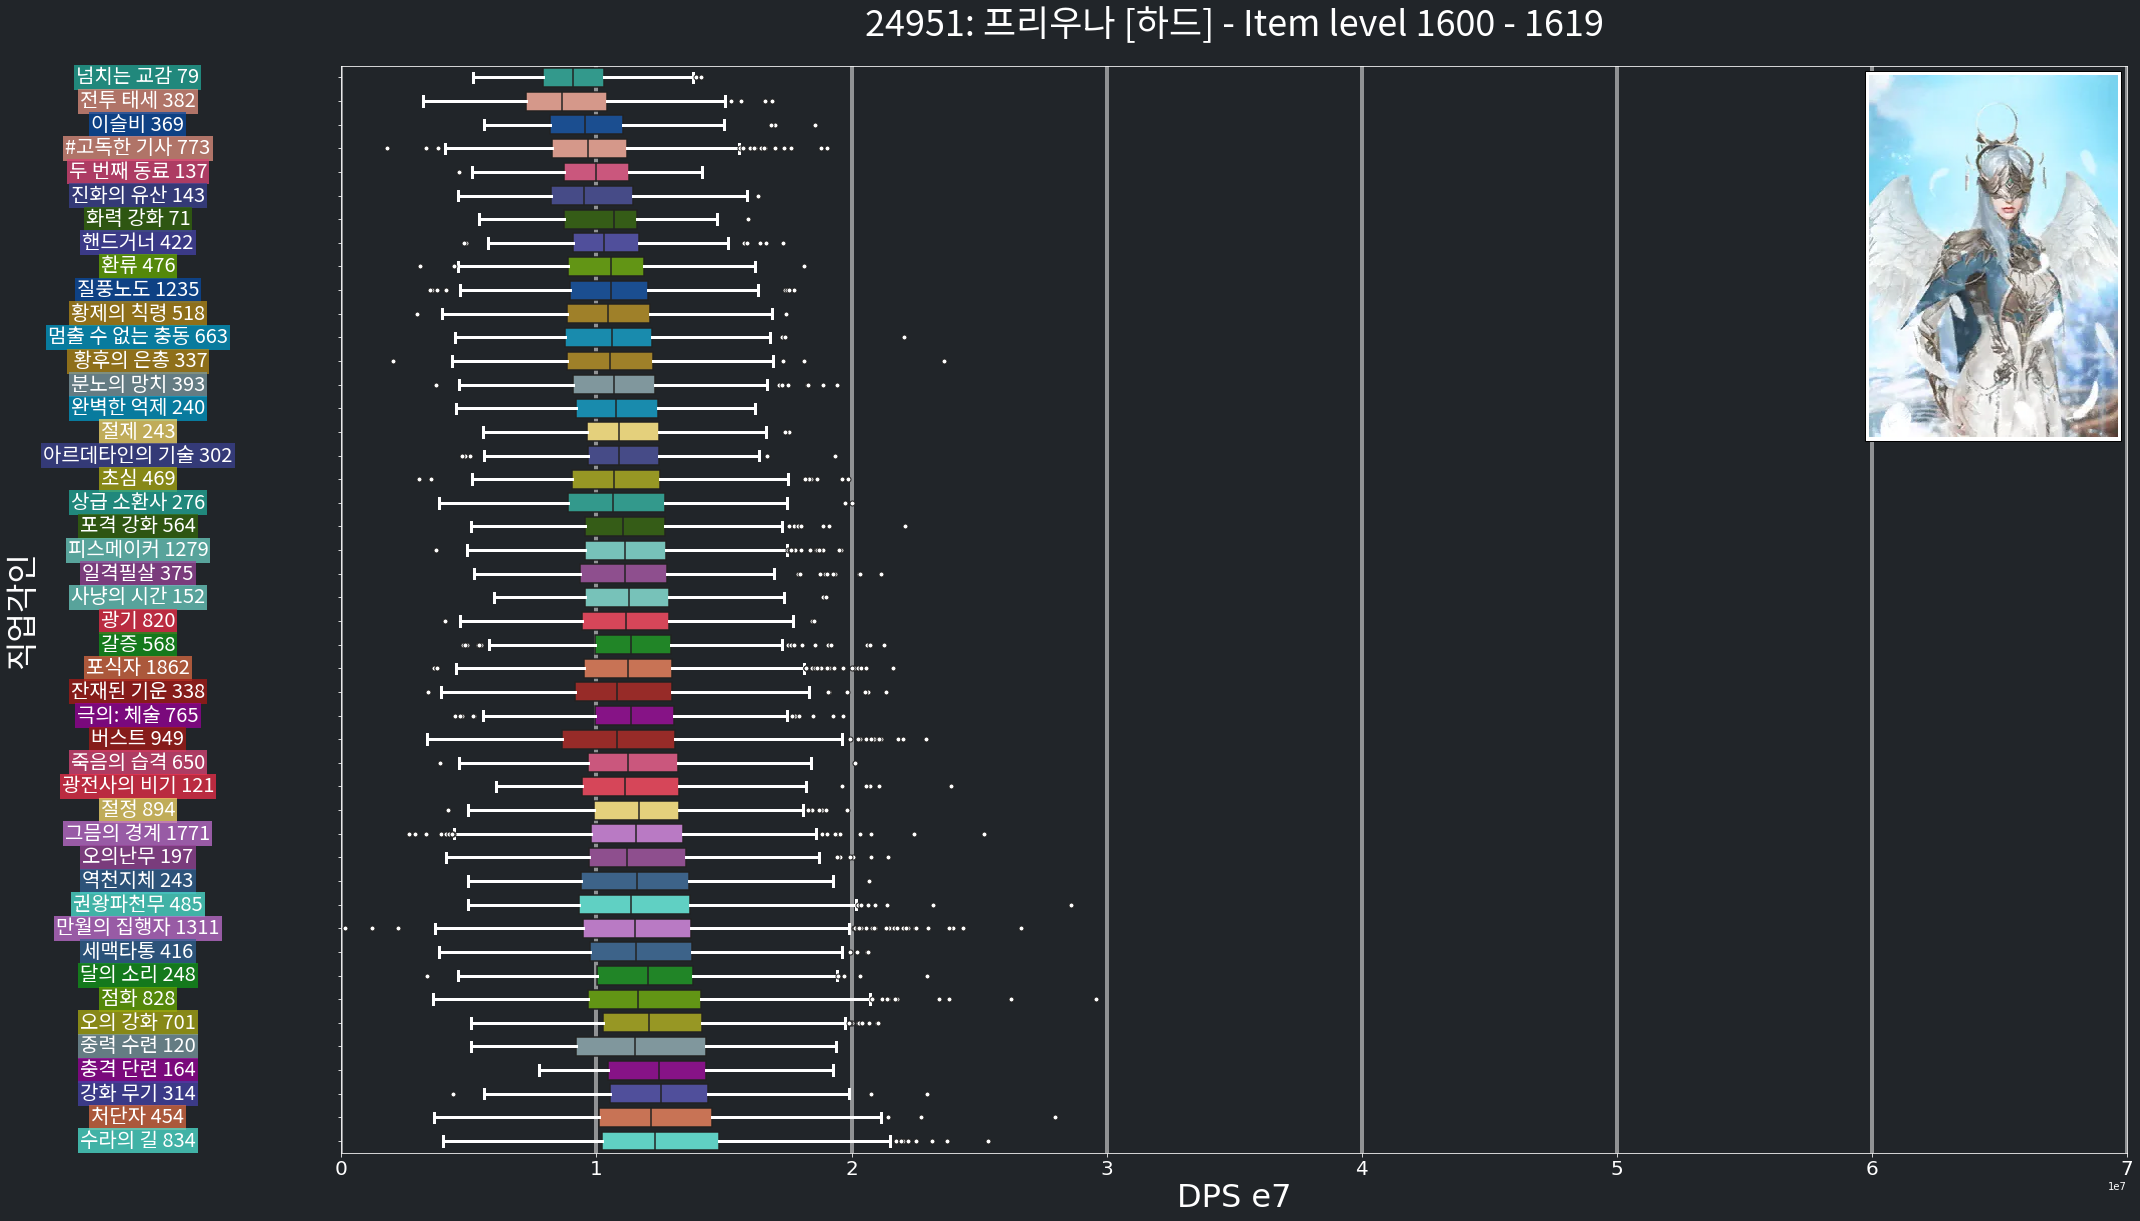 24951: 프리우나 [하드] - Item level 1600 - 1619
직업각인
넘치는 교감 79
전투 태세 382
이슬비 369
#고독한 기사 773
두 번째 동료 137
진화의 유산 143
화력 강화 71
핸드거너 422
환류 476
질풍노도 1235
황제의 칙령 518
멈출 수 없는 충동 663
황후의 은총 337
분노의 망치 393
완벽한 억제 240
절제 243
아르데타인의 기술 302
초심 469
상급 소환사 276
포격 강화 564
피스메이커 1279
일격필살 375
사냥의 시간 152
광기 820
갈증 568
포식자 1862
잔재된 기운 338
극의: 체술 765
버스트 949
죽음의 습격 650
광전사의 비기 121
절정 894
그믐의 경계 1771
오의난무 197
역천지체 243
권왕파천무 485
만월의 집행자 1311
세맥타통 416
달의 소리 248
점화 828
오의 강화 701
중력 수련 120
충격 단련 164
강화 무기 314
처단자 454
수라의 길 834
0 1 2 3 4 5 6 7
1e7
DPS e7